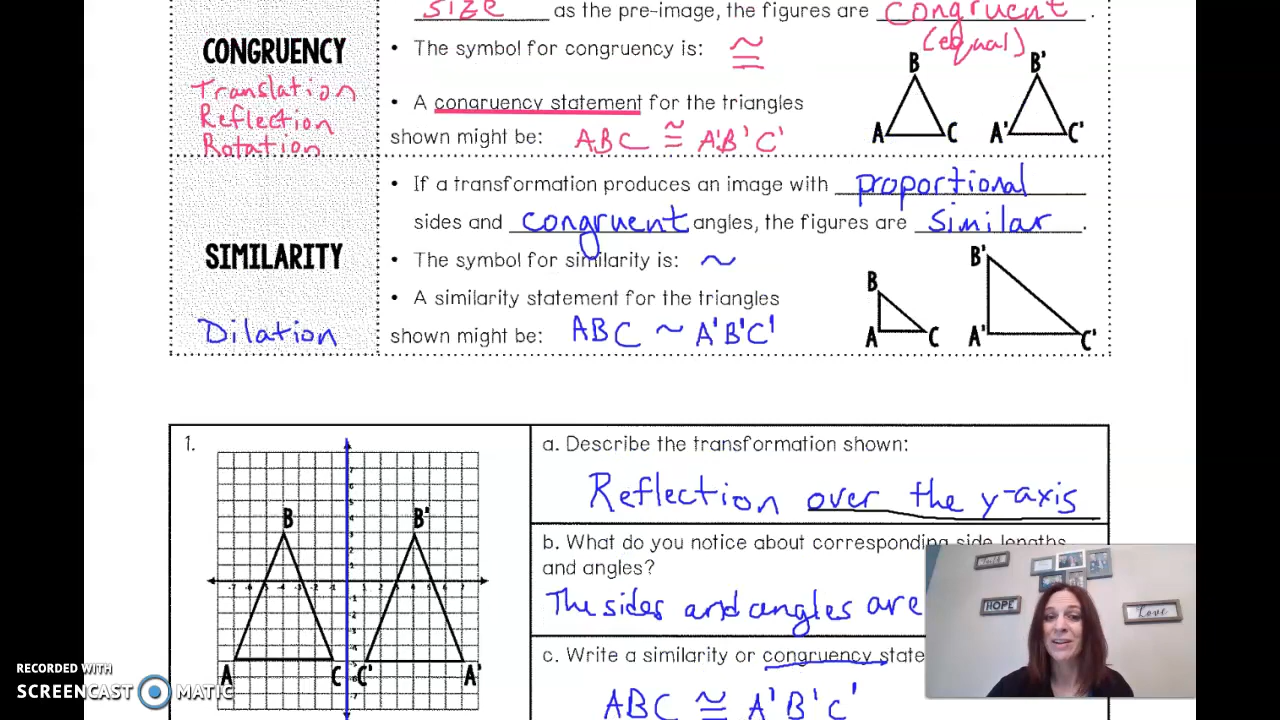 size as the pre-image, the figures are congruent.
(equal)
CONGRUENCY
• The symbol for congruency is: ≅
Translation
Reflection
Rotation
• A congruency statement for the triangles
shown might be: ABC ≅ A'B'C'
B B'
A C A' C'
• If a transformation produces an image with proportional
sides and congruent angles, the figures are similar.
SIMILARITY
• The symbol for similarity is: ~
• A similarity statement for the triangles
Dilation
shown might be: ABC ~ A'B'C'
B B'
A C A' C'
1.
a. Describe the transformation shown:
Reflection over the y-axis
B B'
b. What do you notice about corresponding side lengths
and angles?
The sides and angles are
HOPE
Love
c. Write a similarity or congruency state
A C C' A'
ABC ≅ A'B'C'
RECORDED WITH
SCREENCAST MATIC